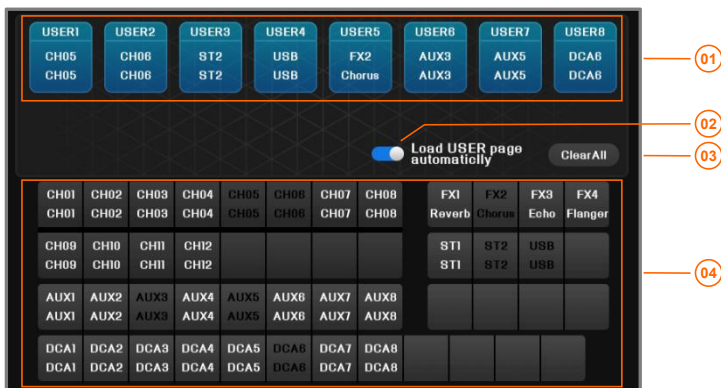 USER1 USER2 USER3 USER4 USER5 USER6 USER7 USER8
CH05 CH06 ST2 USB FX2 AUX3 AUX5 DCA6
CH05 CH06 ST2 USB Chorus AUX3 AUX5 DCA6
01
02
Load USER page
automaticlly
ClearAll
03
CH01 CH02 CH03 CH04 CH05 CH06 CH07 CH08 FX1 FX2 FX3 FX4
CH01 CH02 CH03 CH04 CH05 CH06 CH07 CH08 Reverb Chorus Echo Flanger
CH09 CH10 CH11 CH12 ST1 ST2 USB
CH09 CH10 CH11 CH12 ST1 ST2 USB
04
AUX1 AUX2 AUX3 AUX4 AUX5 AUX6 AUX7 AUX8
AUX1 AUX2 AUX3 AUX4 AUX5 AUX6 AUX7 AUX8
DCA1 DCA2 DCA3 DCA4 DCA5 DCA6 DCA7 DCA8
DCA1 DCA2 DCA3 DCA4 DCA5 DCA6 DCA7 DCA8